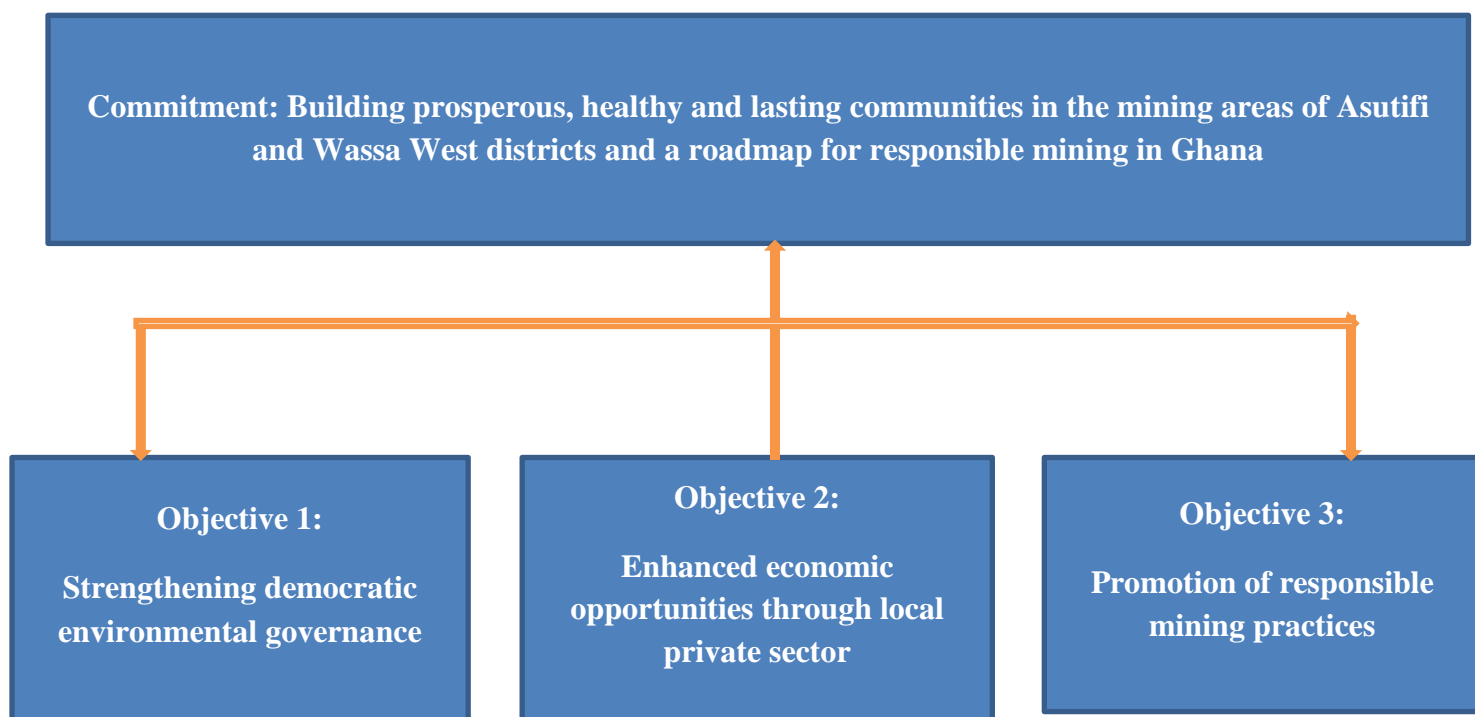 Commitment: Building prosperous, healthy and lasting communities in the mining areas of Asutifi
and Wassa West districts and a roadmap for responsible mining in Ghana
Objective 1:
Strengthening democratic
environmental governance
Objective 2:
Enhanced economic
opportunities through local
private sector
Objective 3:
Promotion of responsible
mining practices